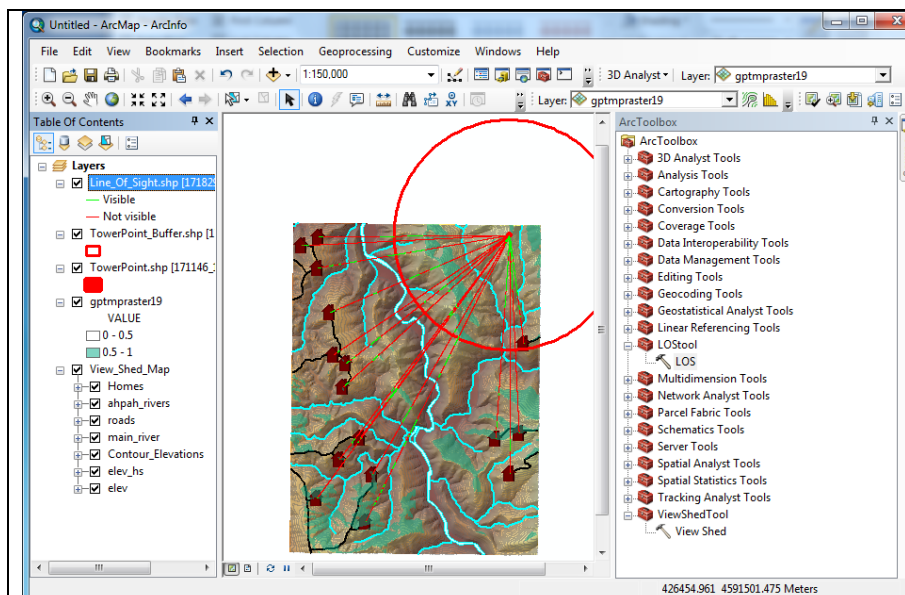 Untitled - ArcMap - ArcInfo
File Edit View Bookmarks Insert Selection Geoprocessing Customize Windows Help
1:150,000
3D Analyst Layer: gptmpraster19
Layer: gptmpraster19
Table Of Contents
Layers
Line_Of_Sight.shp [17182
Visible
Not visible
TowerPoint_Buffer.shp [1
TowerPoint.shp [171146_
gptmpraster19
VALUE
0 - 0.5
0.5 - 1
View_Shed_Map
Homes
ahpah_rivers
roads
main_river
Contour_Elevations
elev_hs
elev
ArcToolbox
ArcToolbox
3D Analyst Tools
Analysis Tools
Cartography Tools
Conversion Tools
Coverage Tools
Data Interoperability Tools
Data Management Tools
Editing Tools
Geocoding Tools
Geostatistical Analyst Tools
Linear Referencing Tools
LOStool
LOS
Multidimension Tools
Network Analyst Tools
Parcel Fabric Tools
Schematics Tools
Server Tools
Spatial Analyst Tools
Spatial Statistics Tools
Tracking Analyst Tools
ViewShedTool
View Shed
426454.961 4591501.475 Meters